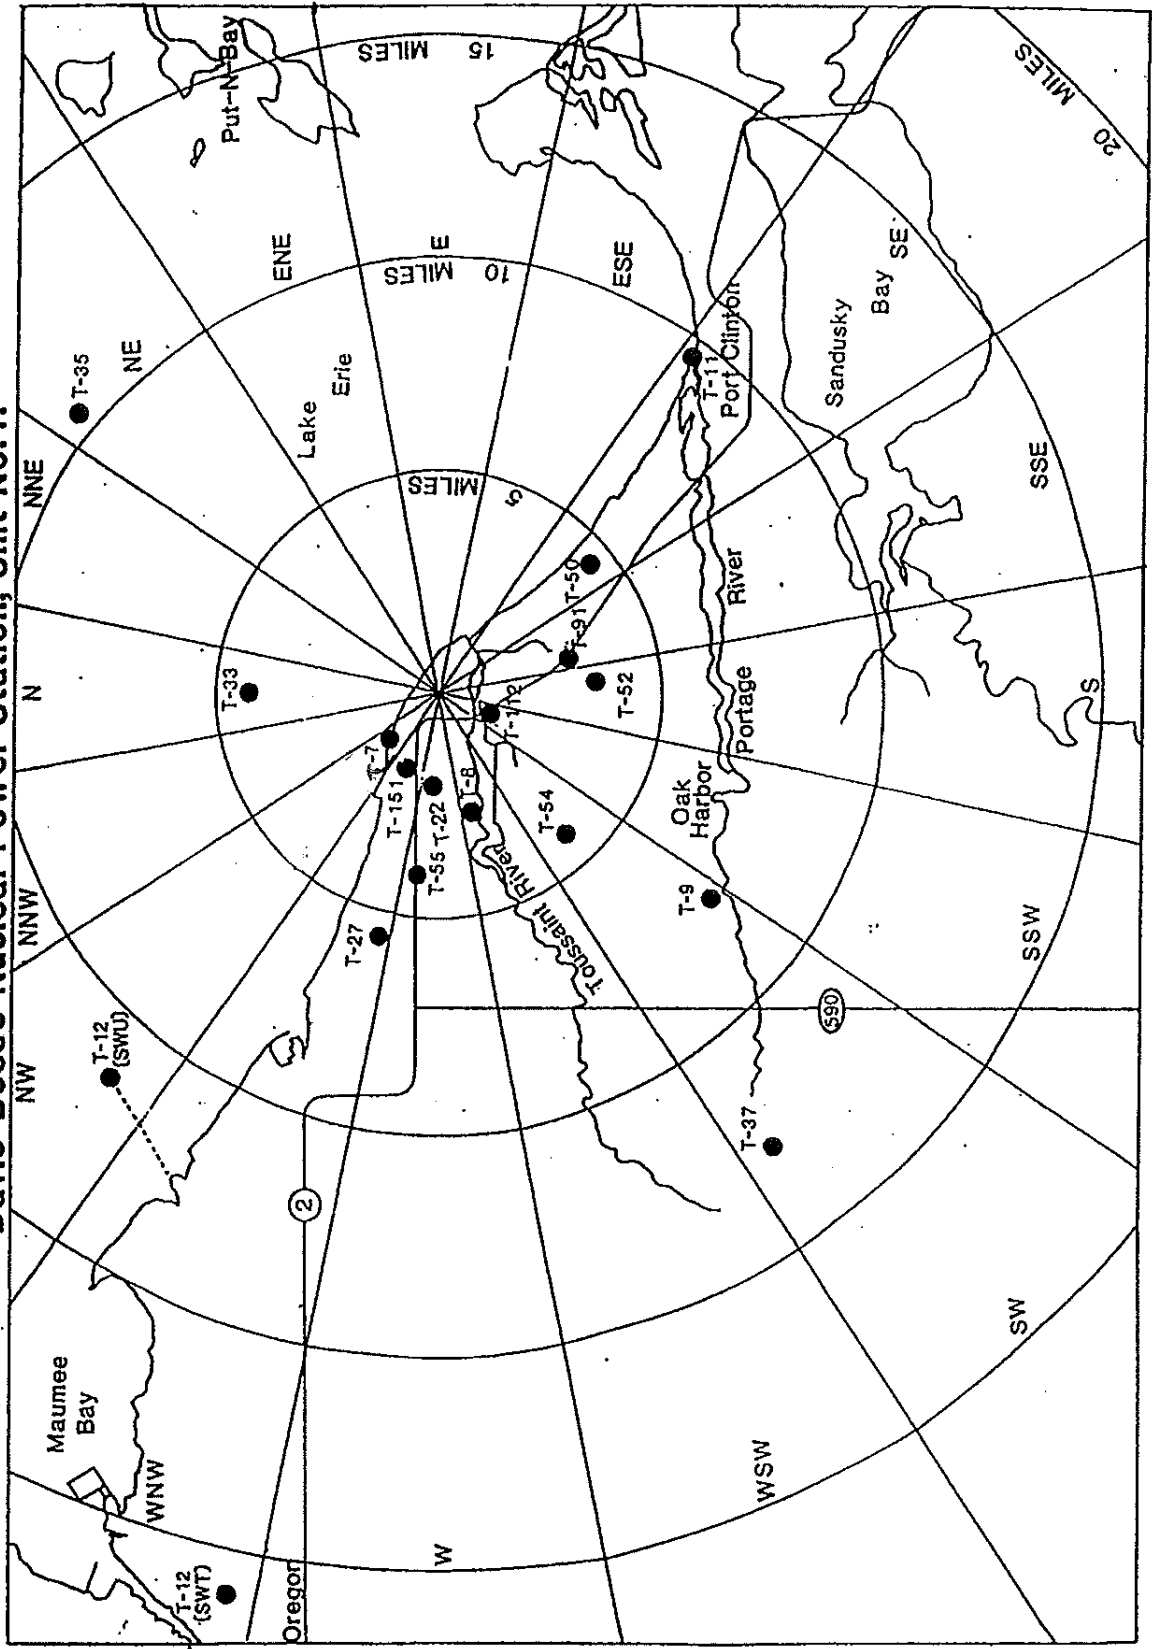 Davis-Besse Nuclear Power Station, Unit No. 1.
NW
NNW
N
NNE
NE
ENE
E
ESE
SE
SSE
S
SSW
SW
WSW
W
WNW
Maumee
Bay
T-12
(SWU)
T-12
(SWT)
Oregon
2
T-27
T-55
T-22
T-151
T-7
T-8
T-33
T-35
Lake
Erie
Put-N-Bay
5
MILES
10
MILES
15
MILES
20
MILES
T-112
T-91
T-50
T-52
T-54
T-11
Port Clinton
Sandusky
Bay
Portage
River
Oak
Harbor
Toussaint
River
T-9
T-37
590